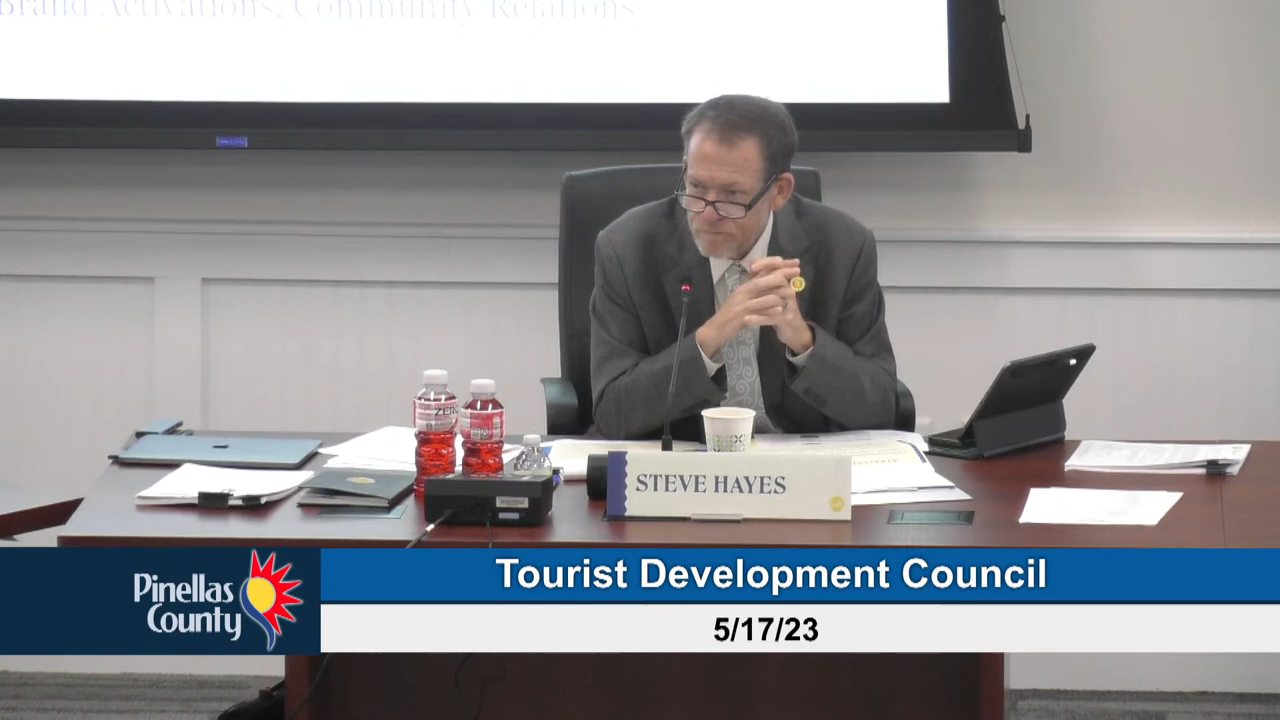 Brand Activations, Community Relations
ZERO
STEVE HAYES
Pinellas
County
Tourist Development Council
5/17/23